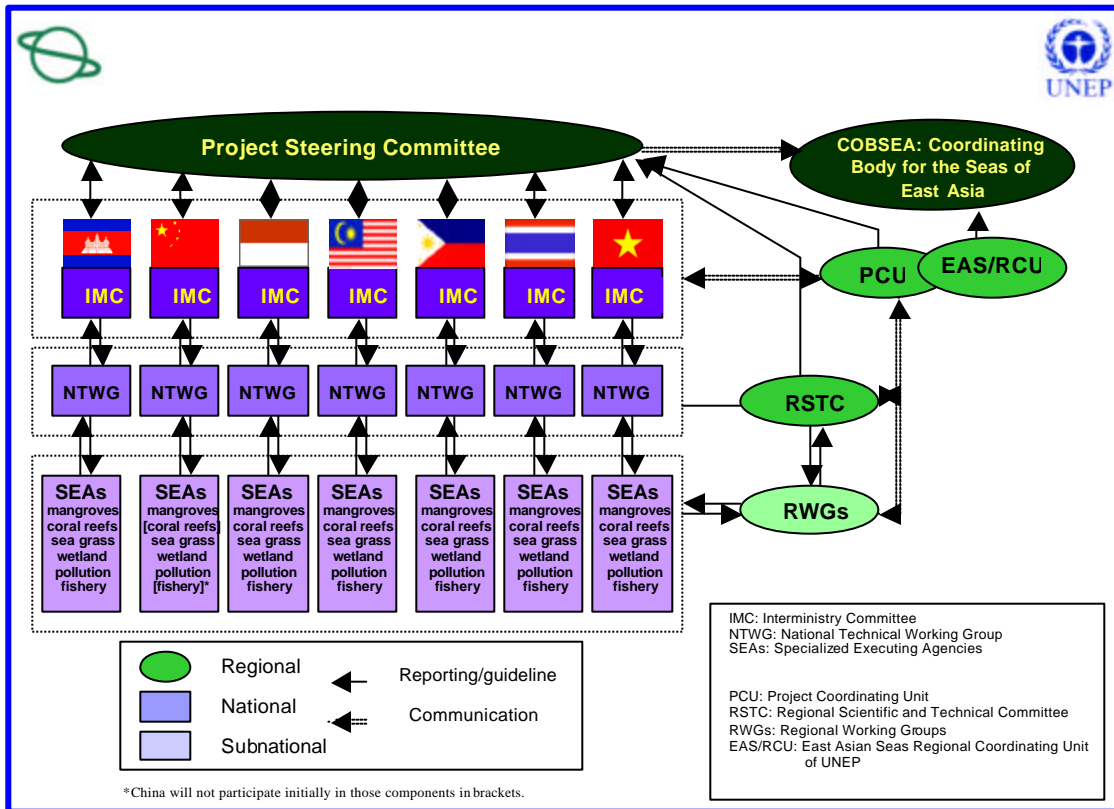 UNEP
Project Steering Committee
COBSEA: Coordinating
Body for the Seas of
East Asia
IMC IMC IMC IMC IMC IMC IMC
PCU
EAS/RCU
NTWG NTWG NTWG NTWG NTWG NTWG NTWG
RSTC
SEAs
mangroves
coral reefs
sea grass
wetland
pollution
fishery
SEAs
mangroves
[coral reefs]
sea grass
wetland
pollution
[fishery]*
SEAs
mangroves
coral reefs
sea grass
wetland
pollution
fishery
SEAs
mangroves
coral reefs
sea grass
wetland
pollution
fishery
SEAs
mangroves
coral reefs
sea grass
wetland
pollution
fishery
SEAs
mangroves
coral reefs
sea grass
wetland
pollution
fishery
SEAs
mangroves
coral reefs
sea grass
wetland
pollution
fishery
RWGs
Regional
National
Subnational
Reporting/guideline
Communication
IMC: Interministry Committee
NTWG: National Technical Working Group
SEAs: Specialized Executing Agencies
PCU: Project Coordinating Unit
RSTC: Regional Scientific and Technical Committee
RWGs: Regional Working Groups
EAS/RCU: East Asian Seas Regional Coordinating Unit
of UNEP
*China will not participate initially in those components in brackets.